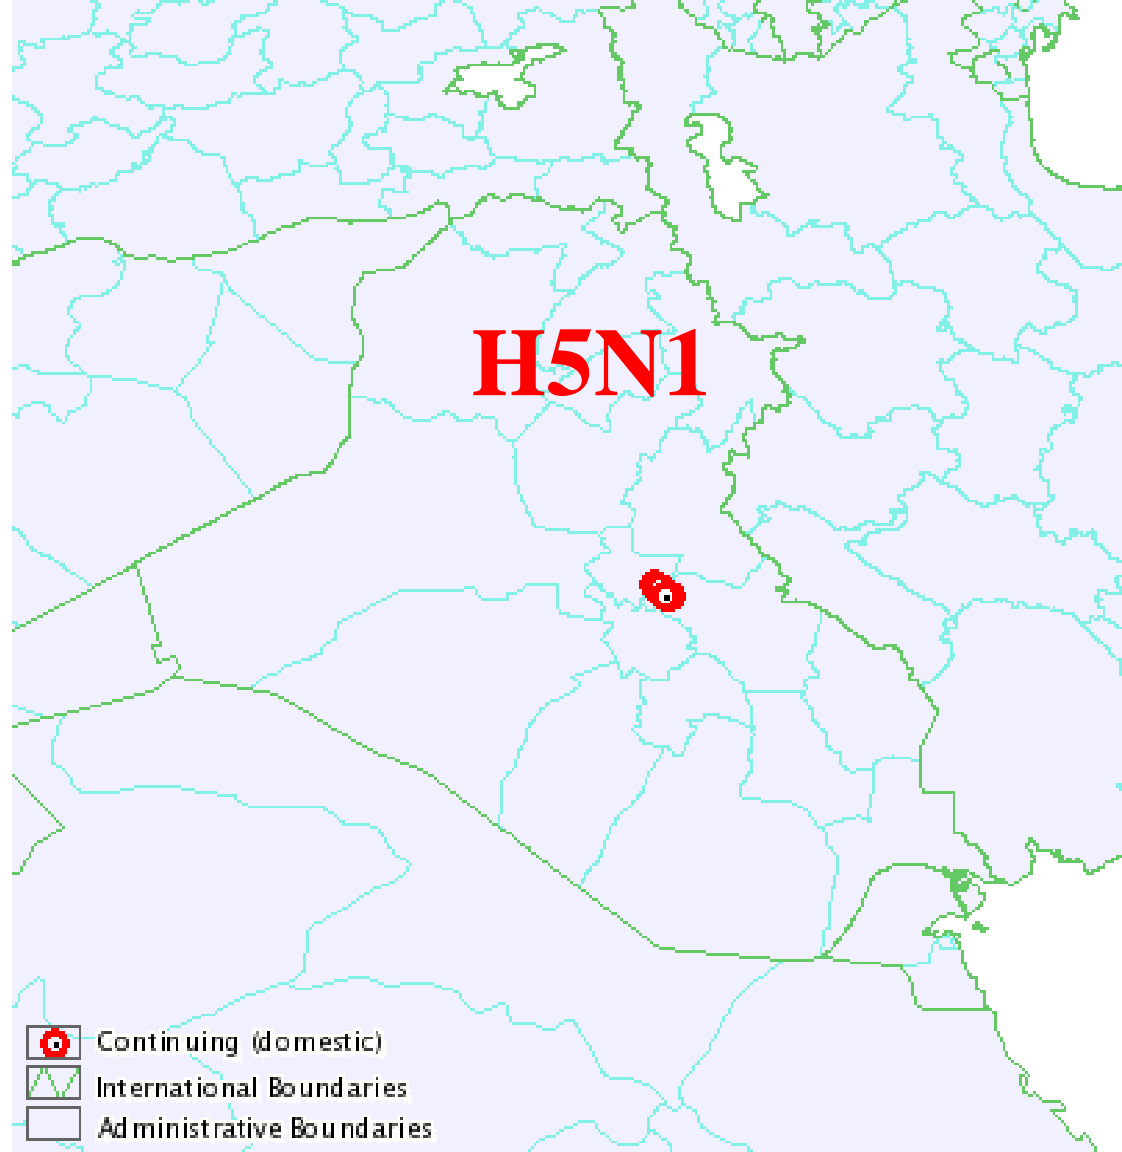 H5N1
Continuing (domestic)
International Boundaries
Administrative Boundaries